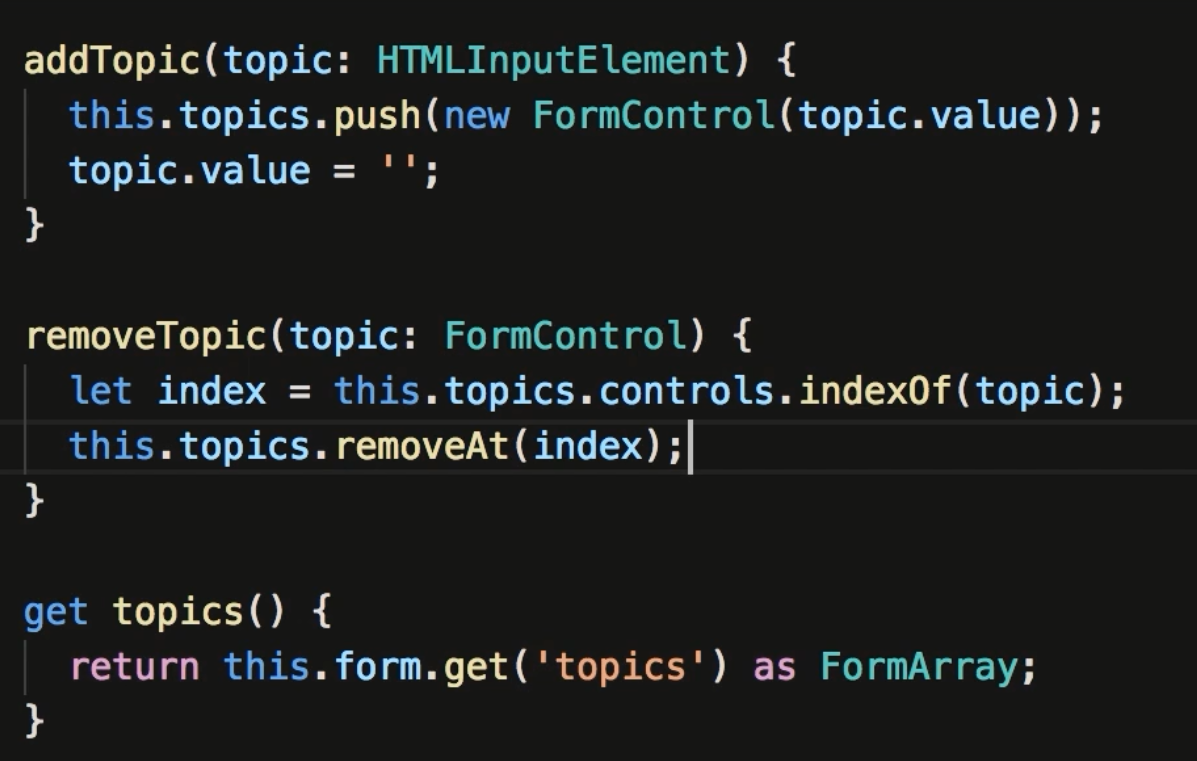 addTopic(topic: HTMLInputElement) {
  this.topics.push(new FormControl(topic.value));
  topic.value = '';
}

removeTopic(topic: FormControl) {
  let index = this.topics.controls.indexOf(topic);
  this.topics.removeAt(index);
}

get topics() {
  return this.form.get('topics') as FormArray;
}